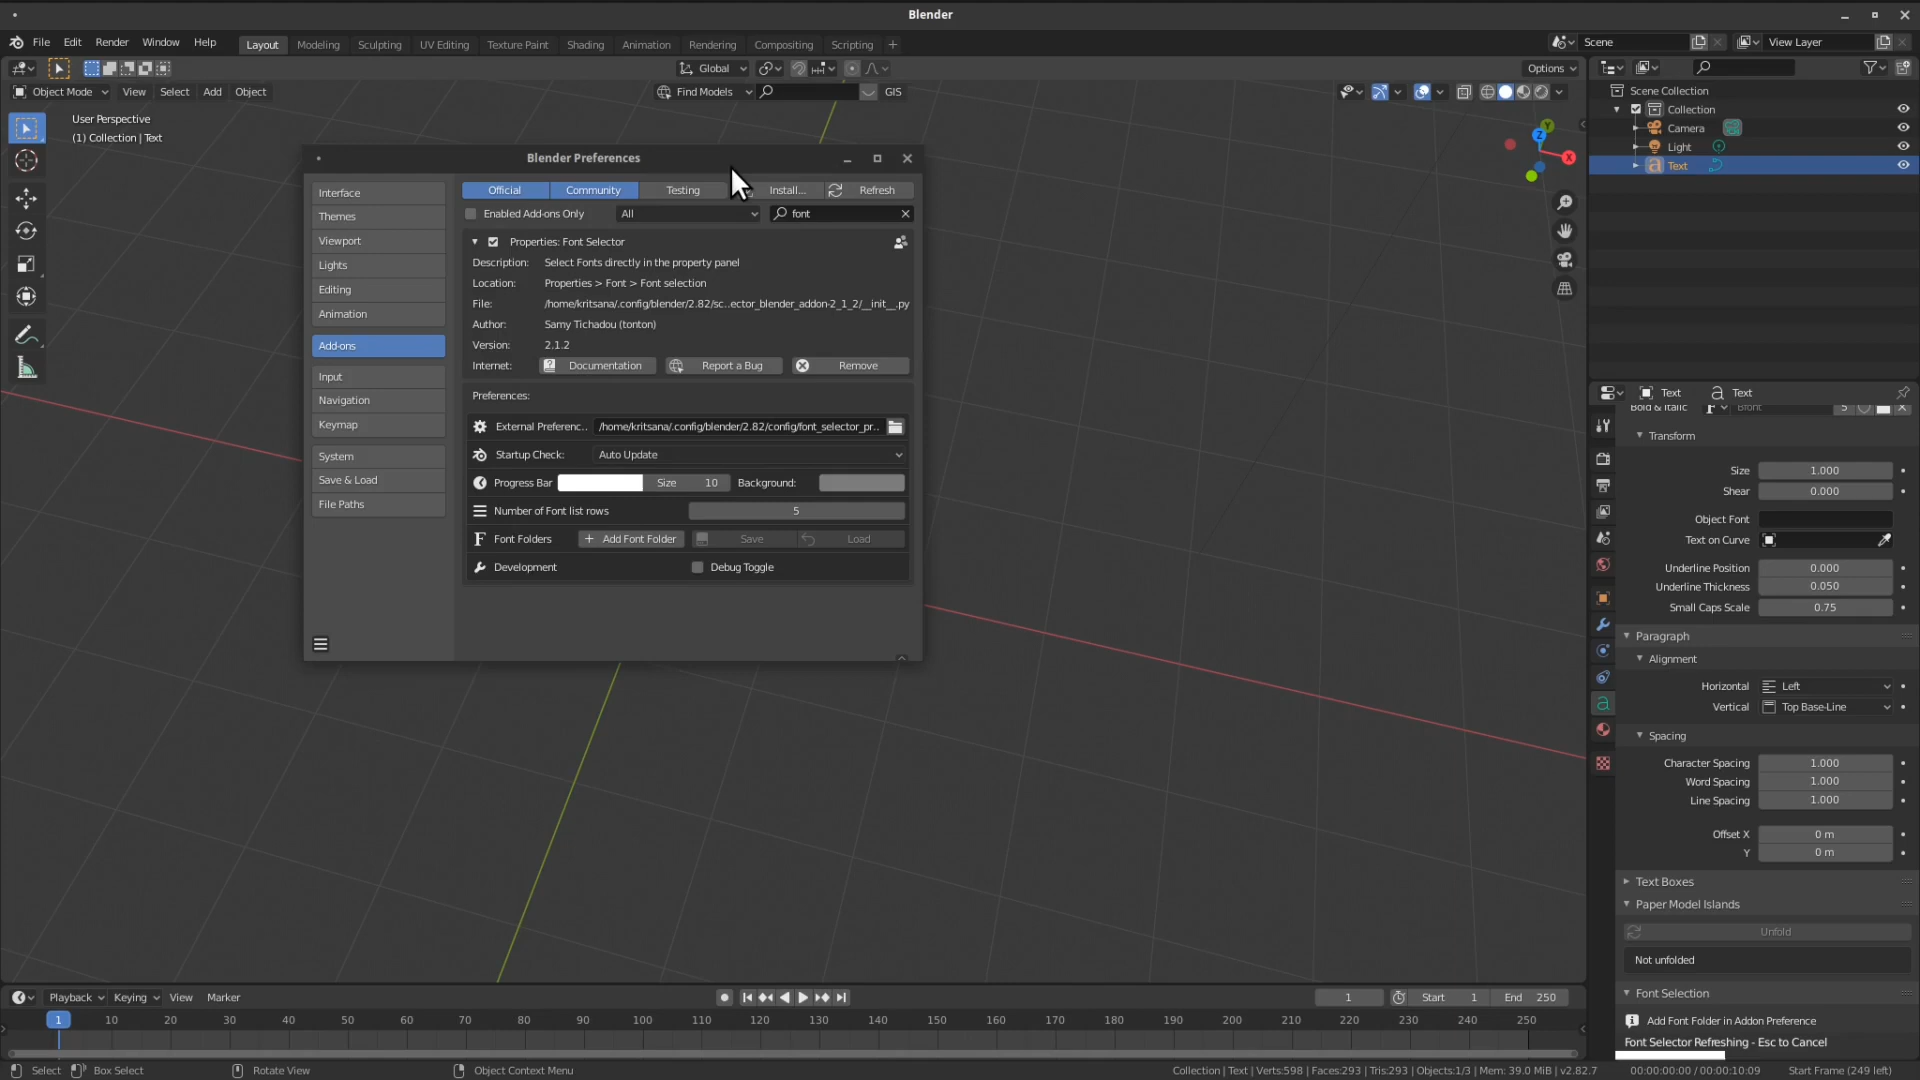 Blender
File Edit Render Window Help Layout Modeling Sculpting UV Editing Texture Paint Shading Animation Rendering Compositing Scripting + Scene View Layer
Global Options
Object Mode View Select Add Object Find Models GIS
User Perspective
(1) Collection | Text
Scene Collection
Collection
Camera
Light
Text
Z
Y
X
Blender Preferences
Interface
Themes
Viewport
Lights
Editing
Animation
Add-ons
Input
Navigation
Keymap
System
Save & Load
File Paths
Official Community Testing Install... Refresh
Enabled Add-ons Only All font
Properties: Font Selector
Description: Select Fonts directly in the property panel
Location: Properties > Font > Font selection
File: /home/kritsana/.config/blender/2.82/sc..ector_blender_addon-2_1_2/__init__.py
Author: Samy Tichadou (tonton)
Version: 2.1.2
Internet: Documentation Report a Bug Remove
Preferences:
External Preferenc.. /home/kritsana/.config/blender/2.82/config/font_selector_pr..
Startup Check: Auto Update
Progress Bar Size 10 Background:
Number of Font list rows 5
Font Folders + Add Font Folder Save Load
Development Debug Toggle
Text Text
Bold & Italic Bfont 5
Transform
Size 1.000
Shear 0.000
Object Font
Text on Curve
Underline Position 0.000
Underline Thickness 0.050
Small Caps Scale 0.75
Paragraph
Alignment
Horizontal Left
Vertical Top Base-Line
Spacing
Character Spacing 1.000
Word Spacing 1.000
Line Spacing 1.000
Offset X 0 m
Y 0 m
Text Boxes
Paper Model Islands
Unfold
Not unfolded
Font Selection
Add Font Folder in Addon Preference
Font Selector Refreshing - Esc to Cancel
Playback Keying View Marker 1 Start 1 End 250
1 10 20 30 40 50 60 70 80 90 100 110 120 130 140 150 160 170 180 190 200 210 220 230 240 250
Select Box Select Rotate View Object Context Menu Collection | Text | Verts:598 | Faces:293 | Tris:293 | Objects:1/3 | Mem: 39.0 MiB | v2.82.7 00:00:00:00 / 00:00:10:09 Start Frame (249 left)